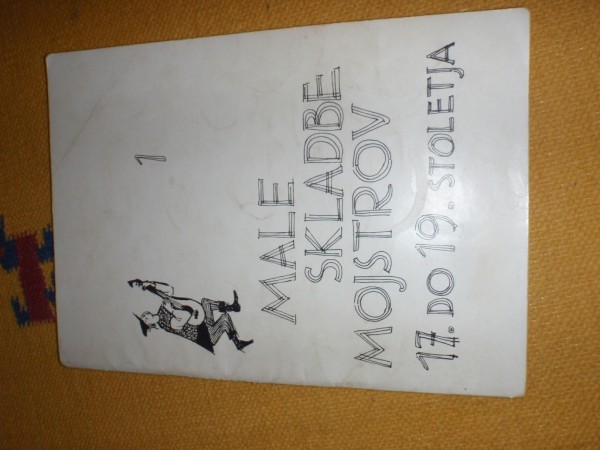 1
MALE
SKLADBE
MOJSTROV
17. DO 19. STOLETJA